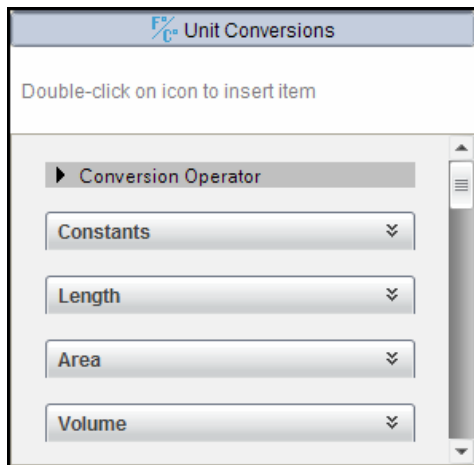 F°/C° Unit Conversions
Double-click on icon to insert item
Conversion Operator
Constants
Length
Area
Volume